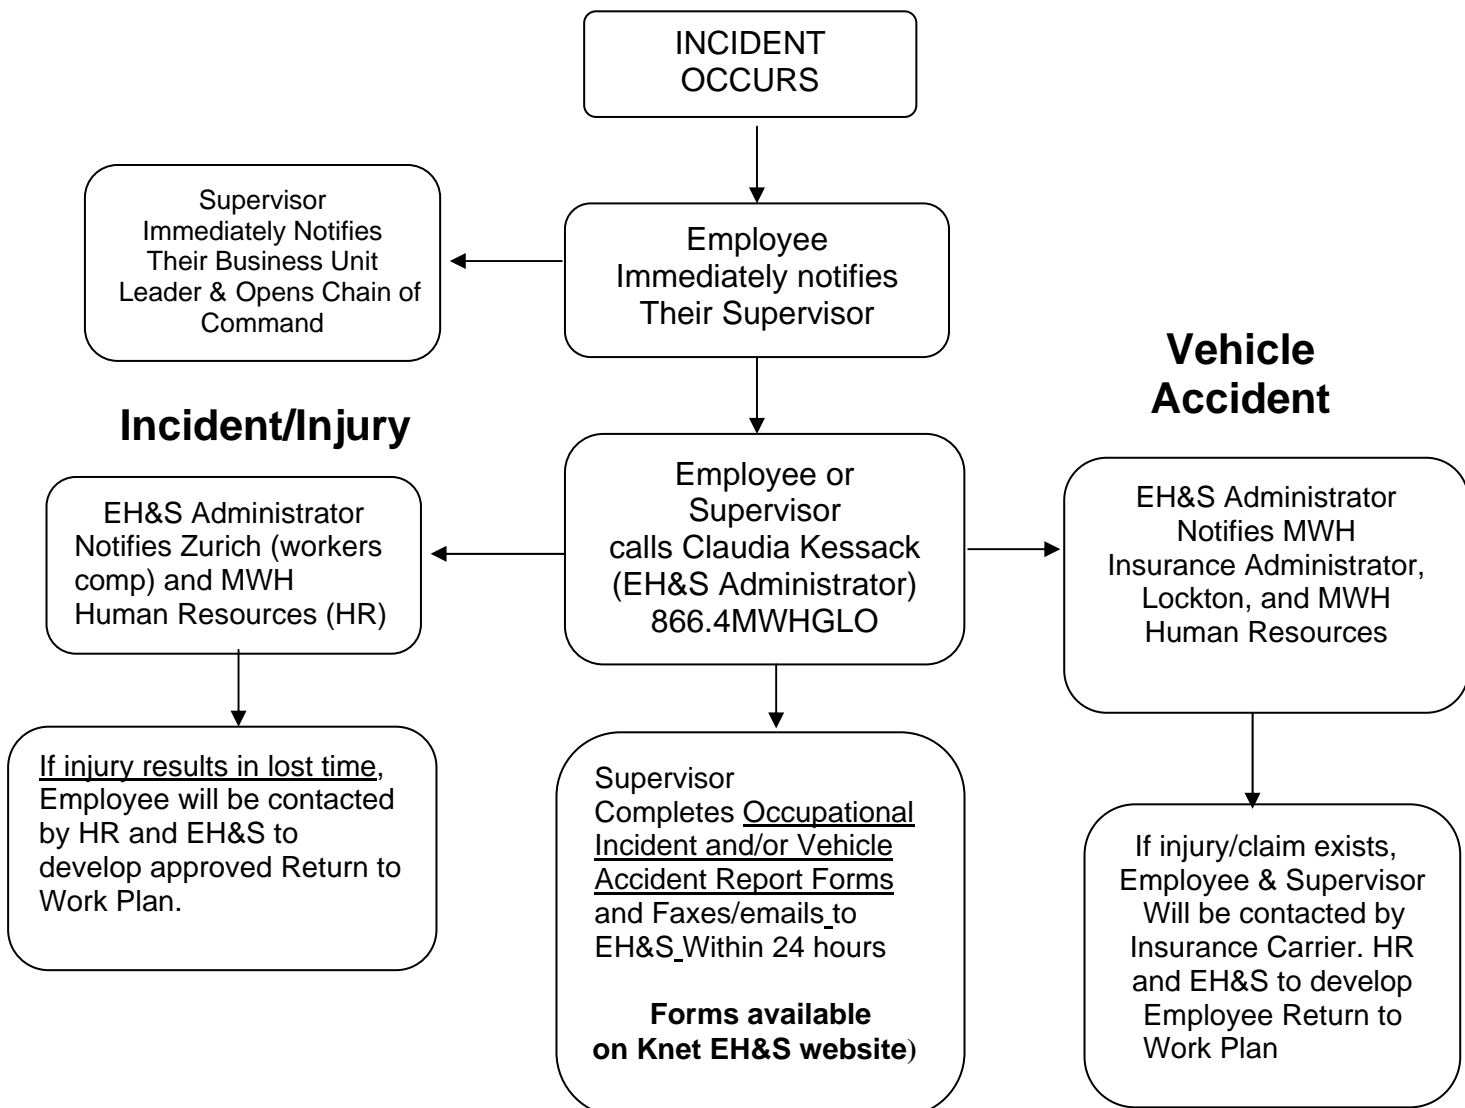 INCIDENT
OCCURS
Supervisor
Immediately Notifies
Their Business Unit
Leader & Opens Chain of
Command
Employee
Immediately notifies
Their Supervisor
Vehicle
Accident
Incident/Injury
EH&S Administrator
Notifies Zurich (workers
comp) and MWH
Human Resources (HR)
Employee or
Supervisor
calls Claudia Kessack
(EH&S Administrator)
866.4MWHGLO
EH&S Administrator
Notifies MWH
Insurance Administrator,
Lockton, and MWH
Human Resources
If injury results in lost time,
Employee will be contacted
by HR and EH&S to
develop approved Return to
Work Plan.
Supervisor
Completes Occupational
Incident and/or Vehicle
Accident Report Forms
and Faxes/emails to
EH&S Within 24 hours
Forms available
on Knet EH&S website)
If injury/claim exists,
Employee & Supervisor
Will be contacted by
Insurance Carrier. HR
and EH&S to develop
Employee Return to
Work Plan